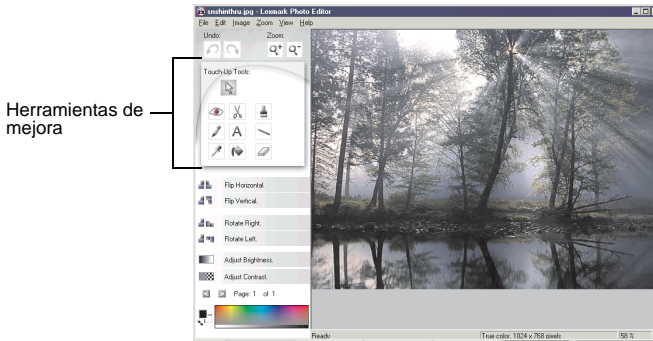 snshinthru.jpg - Lexmark Photo Editor
File Edit Image Zoom View Help
Undo: Zoom:
Touch-Up Tools:
A
Herramientas de
mejora
Flip Horizontal.
Flip Vertical.
Rotate Right.
Rotate Left.
Adjust Brightness.
Adjust Contrast.
Page: 1 of 1
Ready True color. 1024 x 768 pixels 58 %